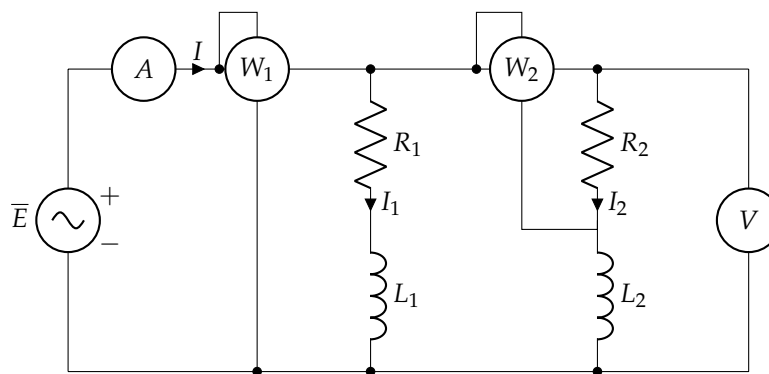 A
I
W₁
W₂
R₁
R₂
E̅
+
−
I₁
I₂
V
L₁
L₂